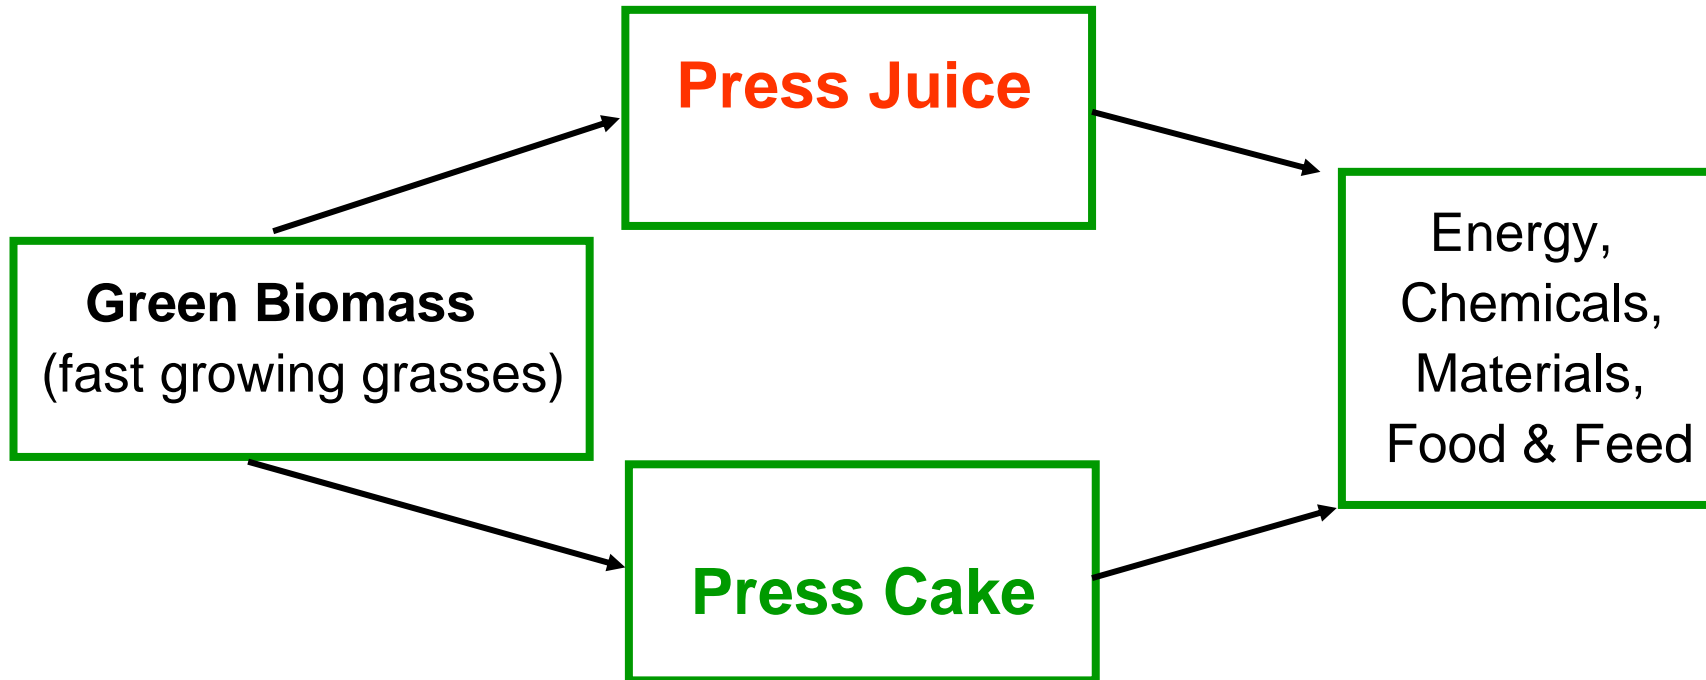 Press Juice
Green Biomass
(fast growing grasses)
Press Cake
Energy,
Chemicals,
Materials,
Food & Feed